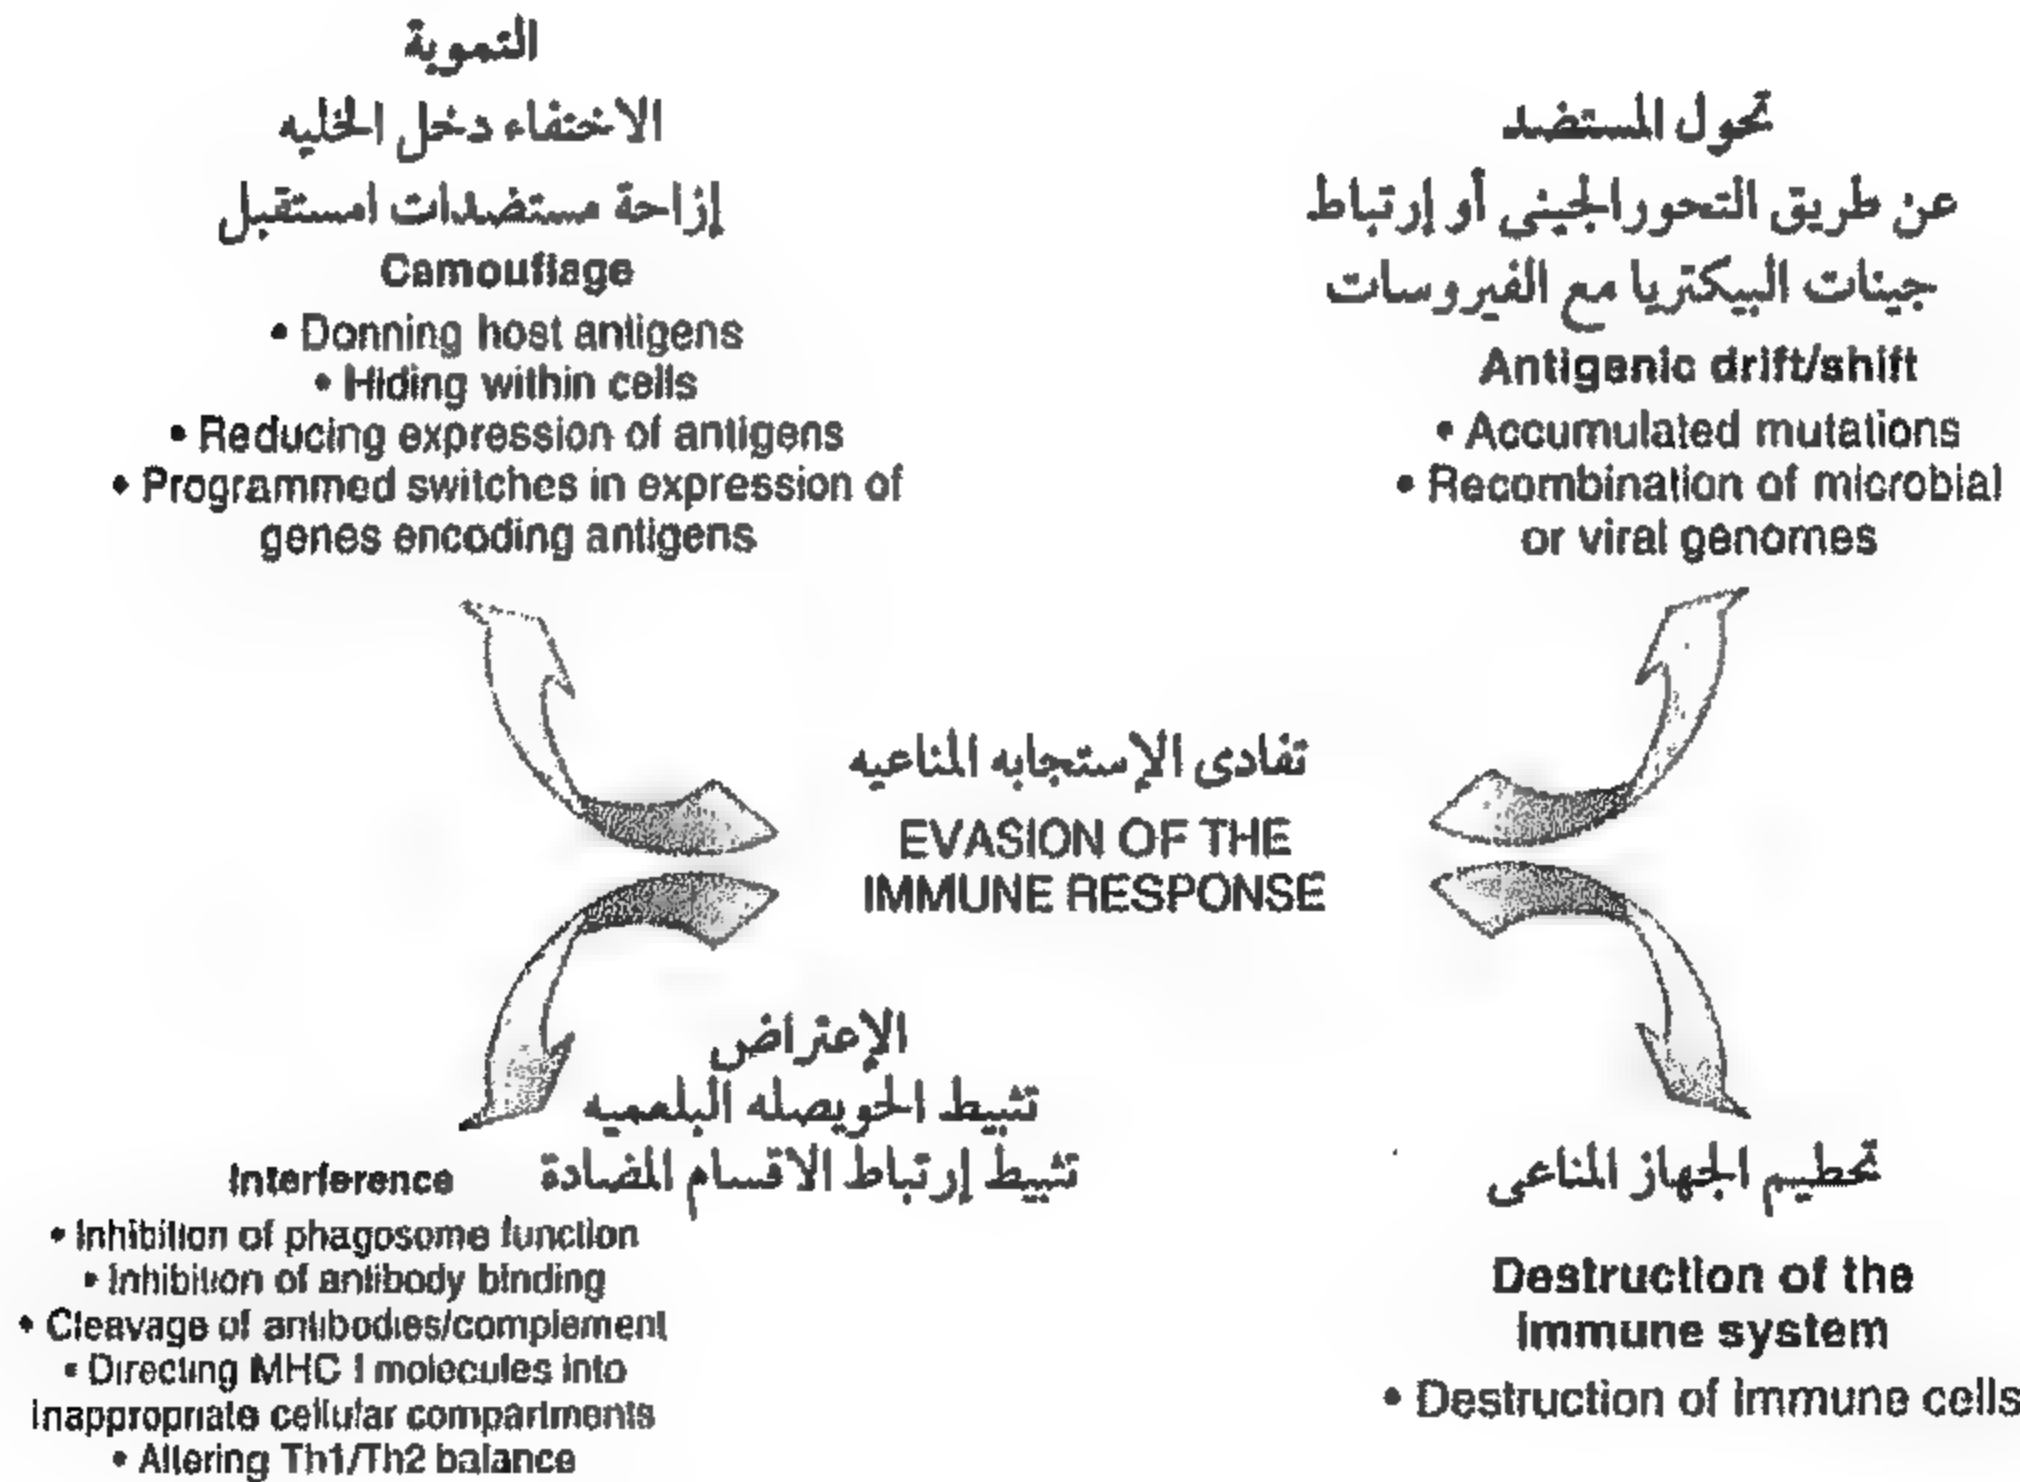 التموية
الاختفاء دخل الخليه
إزاحة مستضدات امستقبل
Camouflage
• Donning host antigens
• Hiding within cells
• Reducing expression of antigens
• Programmed switches in expression of
genes encoding antigens
تحول المستضد
عن طريق التحورالجينى أو إرتباط
جينات البيكتريا مع الفيروسات
Antigenic drift/shift
• Accumulated mutations
• Recombination of microbial
or viral genomes
تفادى الإستجابه المناعيه
EVASION OF THE
IMMUNE RESPONSE
الإعتراض
تثبيط الحويصله البلعميه
تثبيط إرتباط الاقسام المضادة
Interference
• Inhibition of phagosome function
• Inhibition of antibody binding
• Cleavage of antibodies/complement
• Directing MHC I molecules into
inappropriate cellular compartments
• Altering Th1/Th2 balance
تحطيم الجهاز المناعى
Destruction of the
immune system
• Destruction of immune cells